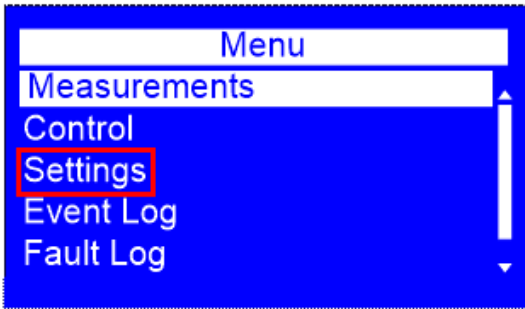 Menu
Measurements
Control
Settings
Event Log
Fault Log